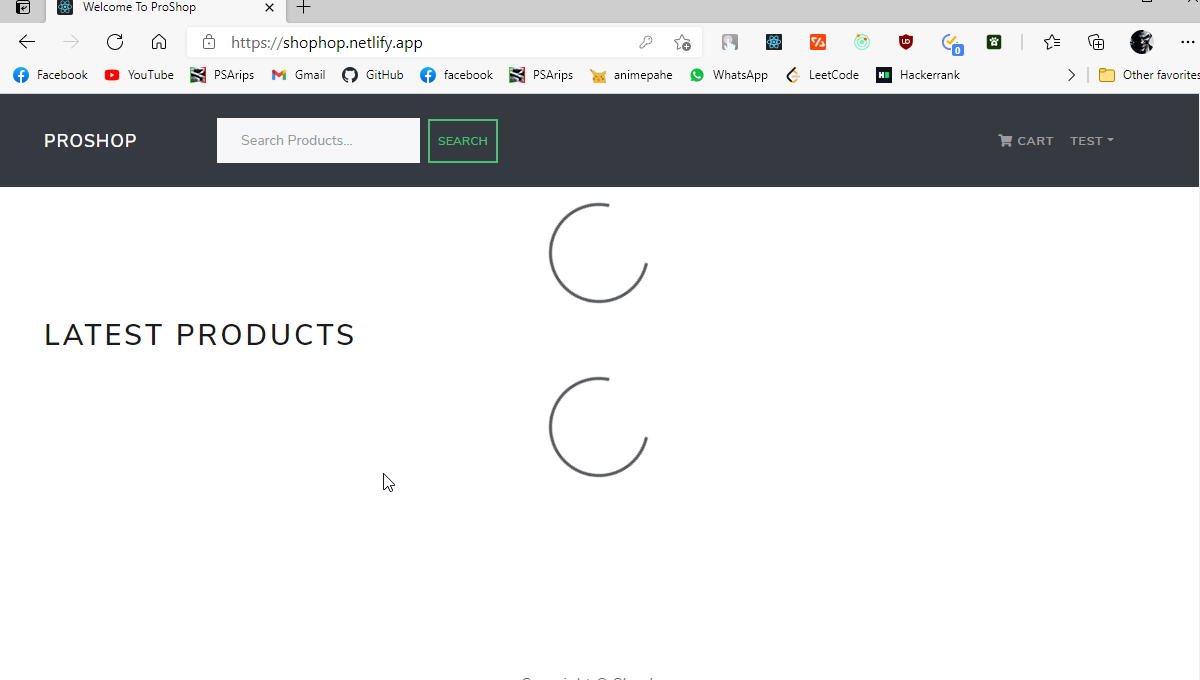 Welcome To ProShop
https://shophop.netlify.app
0
Facebook YouTube PSArips Gmail GitHub facebook PSArips animepahe WhatsApp LeetCode Hackerrank Other favorites
PROSHOP Search Products... SEARCH CART TEST
LATEST PRODUCTS